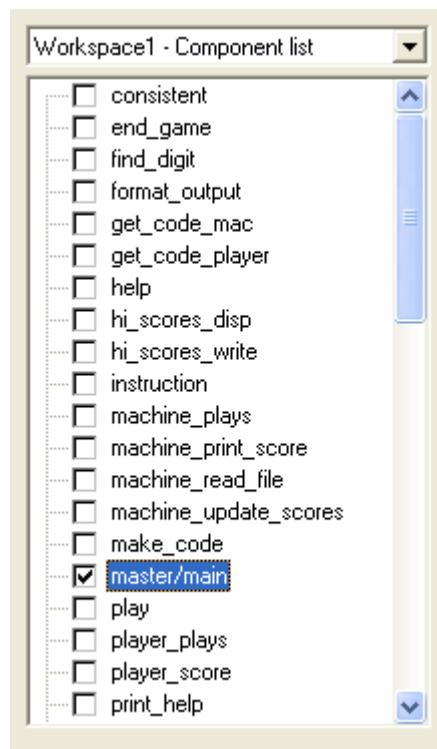 Workspace1 - Component list
consistent
end_game
find_digit
format_output
get_code_mac
get_code_player
help
hi_scores_disp
hi_scores_write
instruction
machine_plays
machine_print_score
machine_read_file
machine_update_scores
make_code
master/main
play
player_plays
player_score
print_help